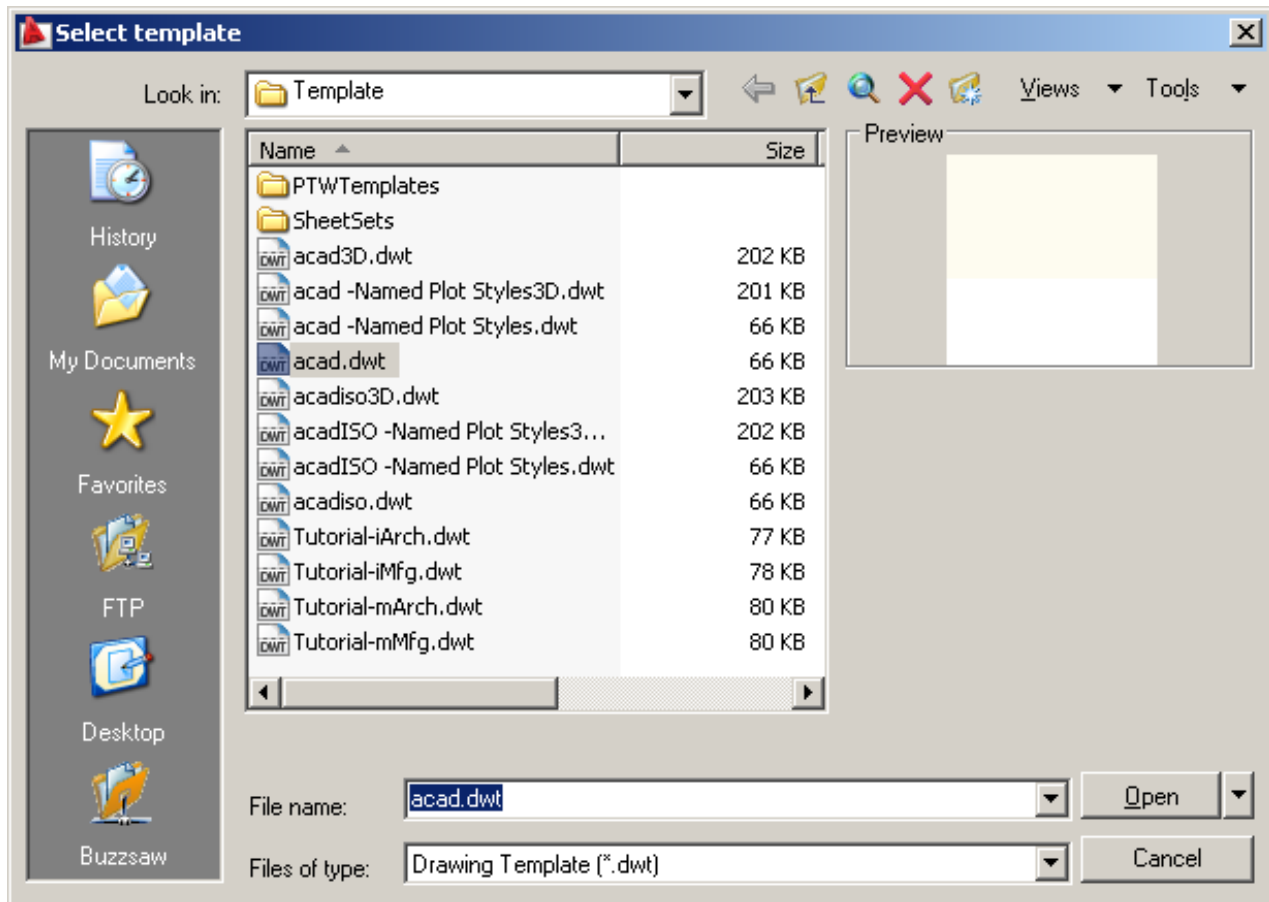 Select template
Look in: Template Views Tools
Name Size
Preview
PTWTemplates
SheetSets
acad3D.dwt 202 KB
acad -Named Plot Styles3D.dwt 201 KB
acad -Named Plot Styles.dwt 66 KB
acad.dwt 66 KB
acadiso3D.dwt 203 KB
acadISO -Named Plot Styles3... 202 KB
acadISO -Named Plot Styles.dwt 66 KB
acadiso.dwt 66 KB
Tutorial-iArch.dwt 77 KB
Tutorial-iMfg.dwt 78 KB
Tutorial-mArch.dwt 80 KB
Tutorial-mMfg.dwt 80 KB
History
My Documents
Favorites
FTP
Desktop
Buzzsaw
File name: acad.dwt Open
Files of type: Drawing Template (*.dwt) Cancel